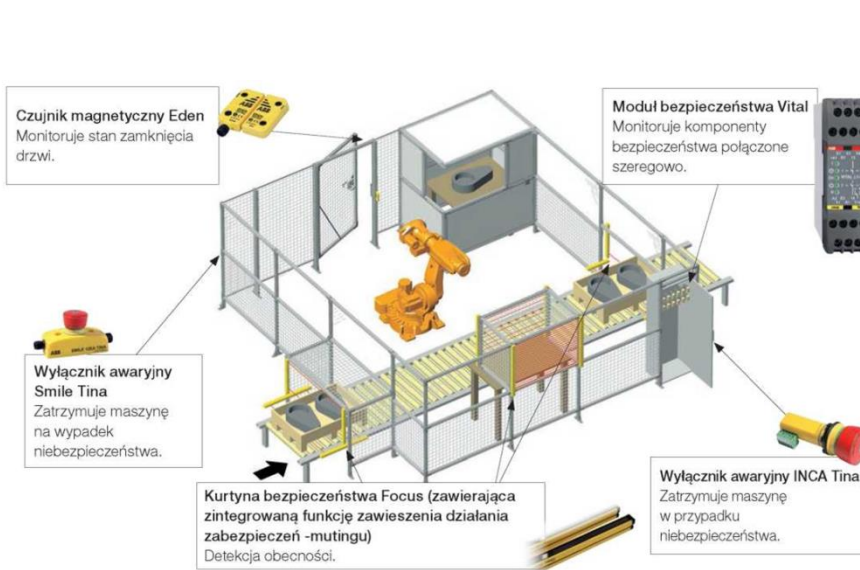 Czujnik magnetyczny Eden
Monitoruje stan zamknięcia
drzwi.
Moduł bezpieczeństwa Vital
Monitoruje komponenty
bezpieczeństwa połączone
szeregowo.
Wyłącznik awaryjny
Smile Tina
Zatrzymuje maszynę
na wypadek
niebezpieczeństwa.
Kurtyna bezpieczeństwa Focus (zawierająca
zintegrowaną funkcję zawieszenia działania
zabezpieczeń -mutingu)
Detekcja obecności.
Wyłącznik awaryjny INCA Tina
Zatrzymuje maszynę
w przypadku
niebezpieczeństwa.
ABB